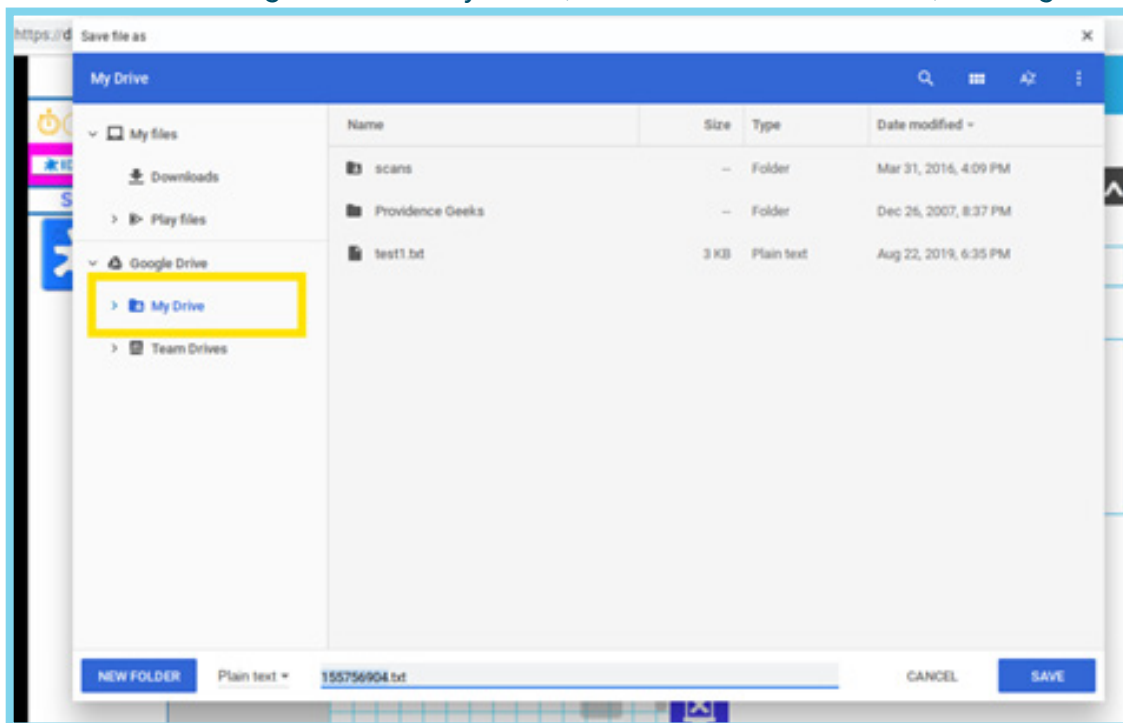 https://d
Save file as
My Drive
My files
Downloads
Play files
Google Drive
My Drive
Team Drives
Name Size Type Date modified
scans -- Folder Mar 31, 2016, 4:09 PM
Providence Geeks -- Folder Dec 26, 2007, 8:37 PM
test1.txt 3 KB Plain text Aug 22, 2019, 6:35 PM
NEW FOLDER Plain text 155756904.txt CANCEL SAVE